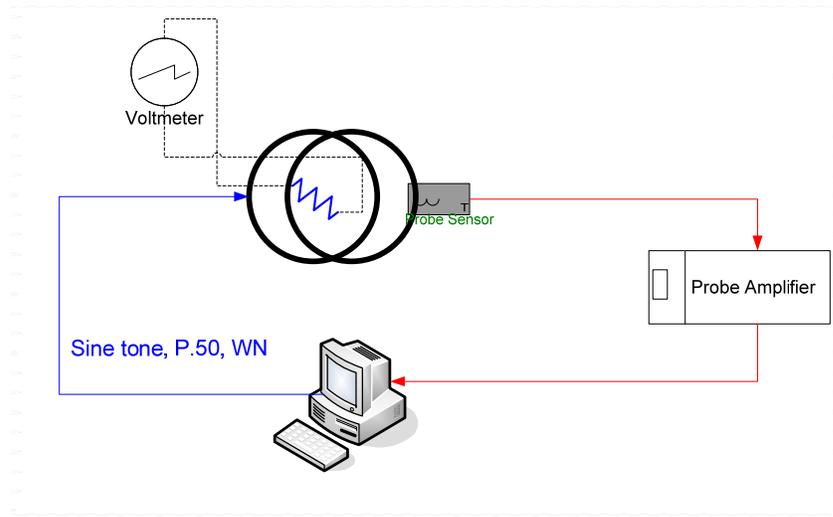 Voltmeter
T
Probe Sensor
Probe Amplifier
Sine tone, P.50, WN